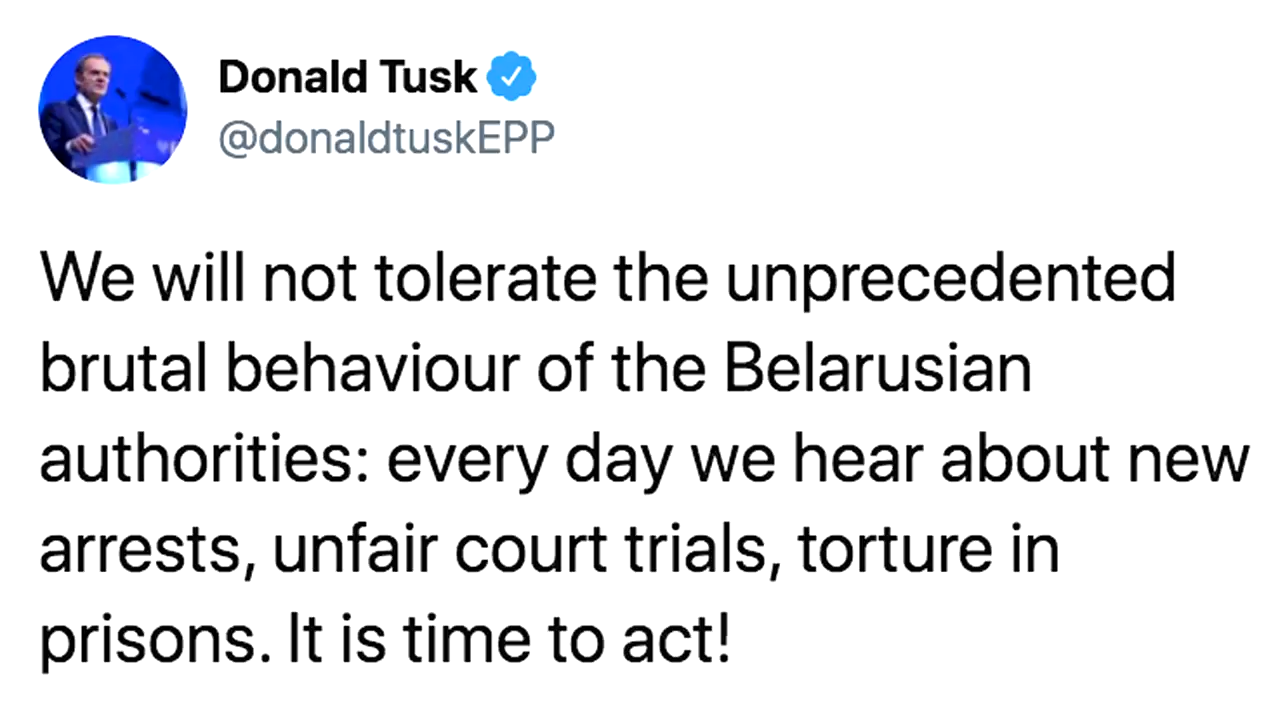 Donald Tusk
@donaldtuskEPP
We will not tolerate the unprecedented
brutal behaviour of the Belarusian
authorities: every day we hear about new
arrests, unfair court trials, torture in
prisons. It is time to act!